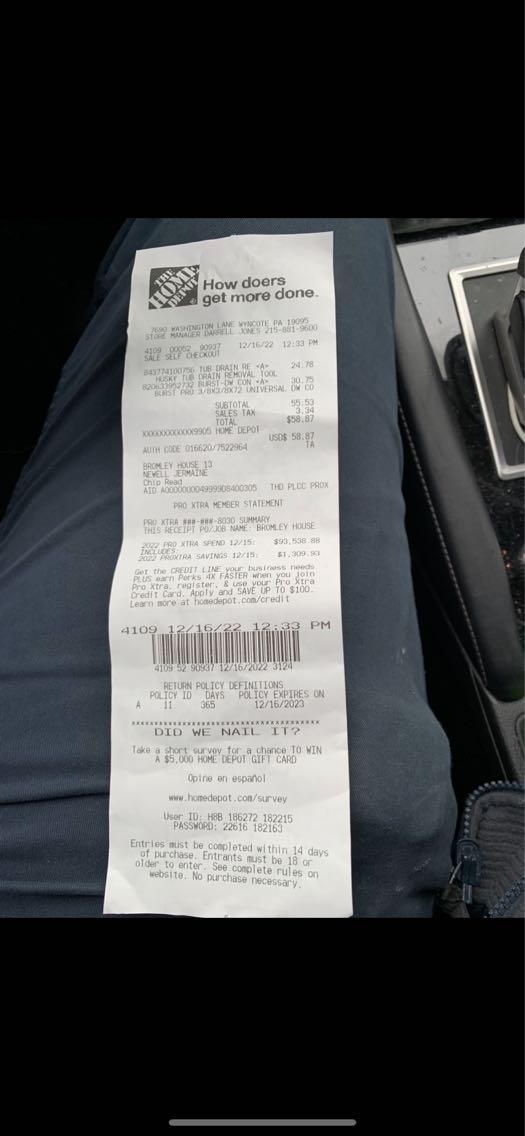 THE HOME DEPOT
How doers
get more done.
7690 WASHINGTON LANE WYNCOTE PA 19095
STORE MANAGER DARRELL JONES 215-881-9600
4109 00052 90937 12/16/22 12:33 PM
SALE SELF CHECKOUT
843774100756 TUB DRAIN RE <A> 24.78
HUSKY TUB DRAIN REMOVAL TOOL
820633952732 BURST-DW CON <A> 30.75
BURST PRO 3/8X3/8X72 UNIVERSAL DW CO
SUBTOTAL 55.53
SALES TAX 3.34
TOTAL $58.87
XXXXXXXXXXXX9905 HOME DEPOT
USD$ 58.87
AUTH CODE 016620/7522964 TA
BROMLEY HOUSE 13
NEWELL JERMAINE
Chip Read
AID A0000000049999D8400305 THD PLCC PROX
PRO XTRA MEMBER STATEMENT
PRO XTRA ###-###-8030 SUMMARY
THIS RECEIPT PO/JOB NAME: BROMLEY HOUSE
2022 PRO XTRA SPEND 12/15: $93,538.88
INCLUDES:
2022 PROXTRA SAVINGS 12/15: $1,309.93
Get the CREDIT LINE your business needs
PLUS earn Perks 4X FASTER when you join
Pro Xtra, register, & use your Pro Xtra
Credit Card. Apply and SAVE UP TO $100.
Learn more at homedepot.com/credit
4109 12/16/22 12:33 PM
4109 52 90937 12/16/2022 3124
RETURN POLICY DEFINITIONS
POLICY ID DAYS POLICY EXPIRES ON
A 11 365 12/16/2023
DID WE NAIL IT?
Take a short survey for a chance TO WIN
A $5,000 HOME DEPOT GIFT CARD
Opine en español
www.homedepot.com/survey
User ID: H8B 186272 182215
PASSWORD: 22616 182163
Entries must be completed within 14 days
of purchase. Entrants must be 18 or
older to enter. See complete rules on
website. No purchase necessary.